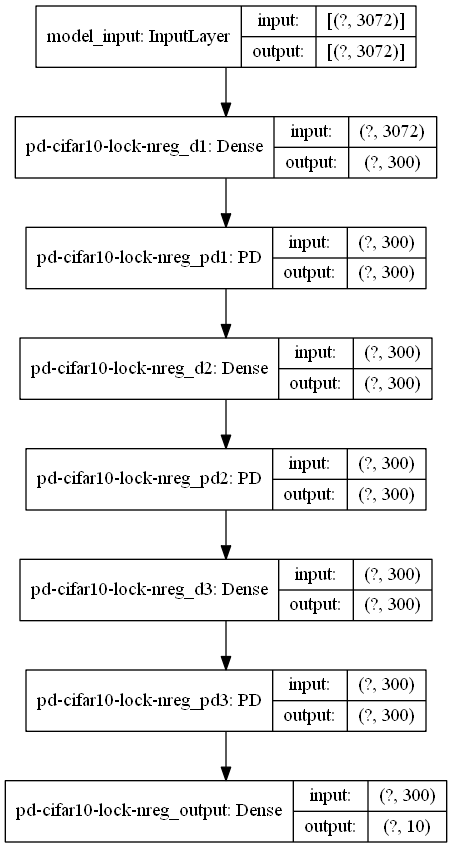 model_input: InputLayer
input: [(?, 3072)]
output: [(?, 3072)]
pd-cifar10-lock-nreg_d1: Dense
input: (?, 3072)
output: (?, 300)
pd-cifar10-lock-nreg_pd1: PD
input: (?, 300)
output: (?, 300)
pd-cifar10-lock-nreg_d2: Dense
input: (?, 300)
output: (?, 300)
pd-cifar10-lock-nreg_pd2: PD
input: (?, 300)
output: (?, 300)
pd-cifar10-lock-nreg_d3: Dense
input: (?, 300)
output: (?, 300)
pd-cifar10-lock-nreg_pd3: PD
input: (?, 300)
output: (?, 300)
pd-cifar10-lock-nreg_output: Dense
input: (?, 300)
output: (?, 10)